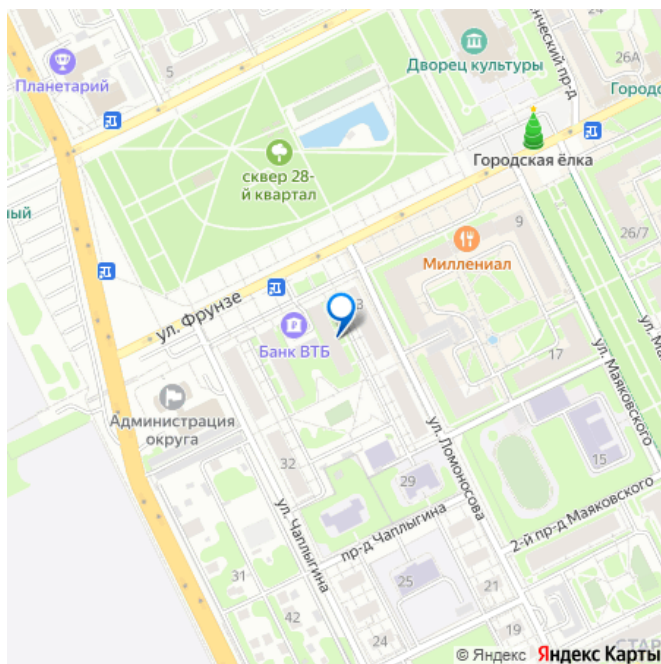 24
26А
Дворец культуры
Планетарий
5
Городская ёлка
сквер 28-
й квартал
9
Миллениал
26/7
ный
ул. Фрунзе
3
Банк ВТБ
17
ул. Маяковского
Администрация
округа
ул. Ломоносова
15
32
29
2-й пр-д Маяковского
ул. Чаплыгина
пр-д Чаплыгина
31
25
21
42
24
19
© Яндекс Яндекс Карты